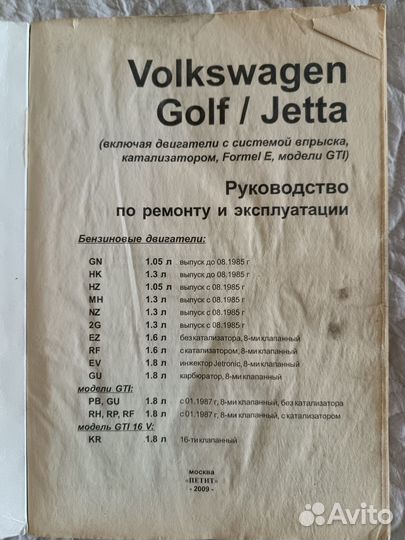 Volkswagen
Golf / Jetta
(включая двигатели с системой впрыска,
катализатором, Formel E, модели GTI)
Руководство
по ремонту и эксплуатации
Бензиновые двигатели:
GN 1.05 л выпуск до 08.1985 г
HK 1.3 л выпуск до 08.1985 г
HZ 1.05 л выпуск с 08.1985 г
MH 1.3 л выпуск с 08.1985 г
NZ 1.3 л выпуск с 08.1985 г
2G 1.3 л выпуск с 08.1985 г
EZ 1.6 л без катализатора, 8-ми клапанный
RF 1.6 л с катализатором, 8-ми клапанный
EV 1.8 л инжектор Jetronic, 8-ми клапанный
GU 1.8 л карбюратор, 8-ми клапанный
модели GTI:
PB, GU 1.8 л с 01.1987 г, 8-ми клапанный, без катализатора
RH, RP, RF 1.8 л с 01.1987 г, 8-ми клапанный, с катализатором
модель GTI 16 V:
KR 1.8 л 16-ти клапанный
москва
«ПЕТИТ»
- 2009 -
Avito